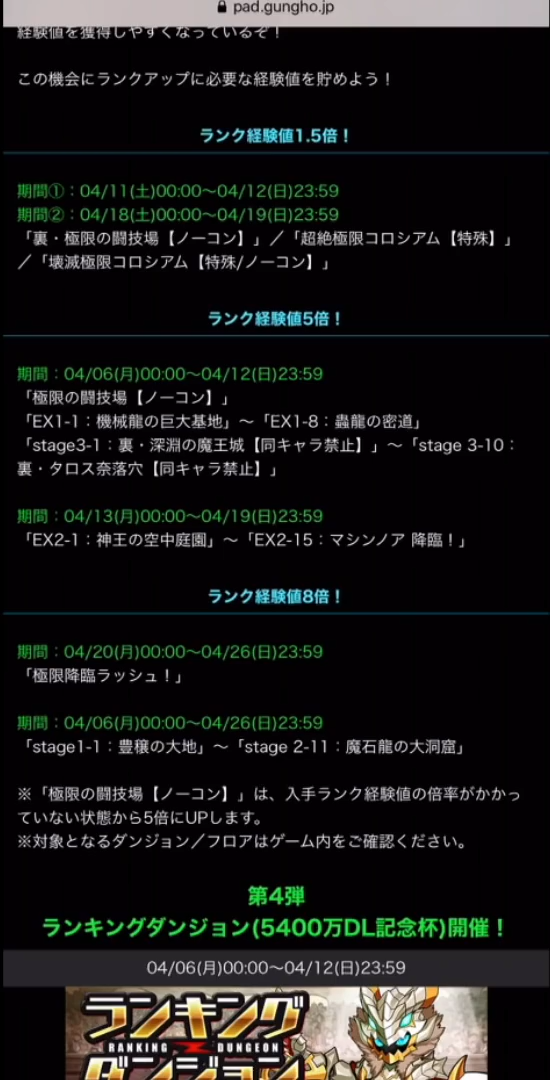 pad.gungho.jp
経験値を獲得しやすくなっているぞ！
この機会にランクアップに必要な経験値を貯めよう！
ランク経験値1.5倍！
期間①：04/11(土)00:00〜04/12(日)23:59
期間②：04/18(土)00:00〜04/19(日)23:59
「裏・極限の闘技場【ノーコン】」／「超絶極限コロシアム【特殊】」
／「壊滅極限コロシアム【特殊/ノーコン】」
ランク経験値5倍！
期間：04/06(月)00:00〜04/12(日)23:59
「極限の闘技場【ノーコン】」
「EX1-1：機械龍の巨大基地」〜「EX1-8：蟲龍の密道」
「stage3-1：裏・深淵の魔王城【同キャラ禁止】」〜「stage 3-10：
裏・タロス奈落穴【同キャラ禁止】」
期間：04/13(月)00:00〜04/19(日)23:59
「EX2-1：神王の空中庭園」〜「EX2-15：マシンノア 降臨！」
ランク経験値8倍！
期間：04/20(月)00:00〜04/26(日)23:59
「極限降臨ラッシュ！」
期間：04/06(月)00:00〜04/26(日)23:59
「stage1-1：豊穣の大地」〜「stage 2-11：魔石龍の大洞窟」
※「極限の闘技場【ノーコン】」は、入手ランク経験値の倍率がかかっ
ていない状態から5倍にUPします。
※対象となるダンジョン／フロアはゲーム内をご確認ください。
第4弾
ランキングダンジョン(5400万DL記念杯)開催！
04/06(月)00:00〜04/12(日)23:59
ランキング
RANKING DUNGEON
ダンジョン